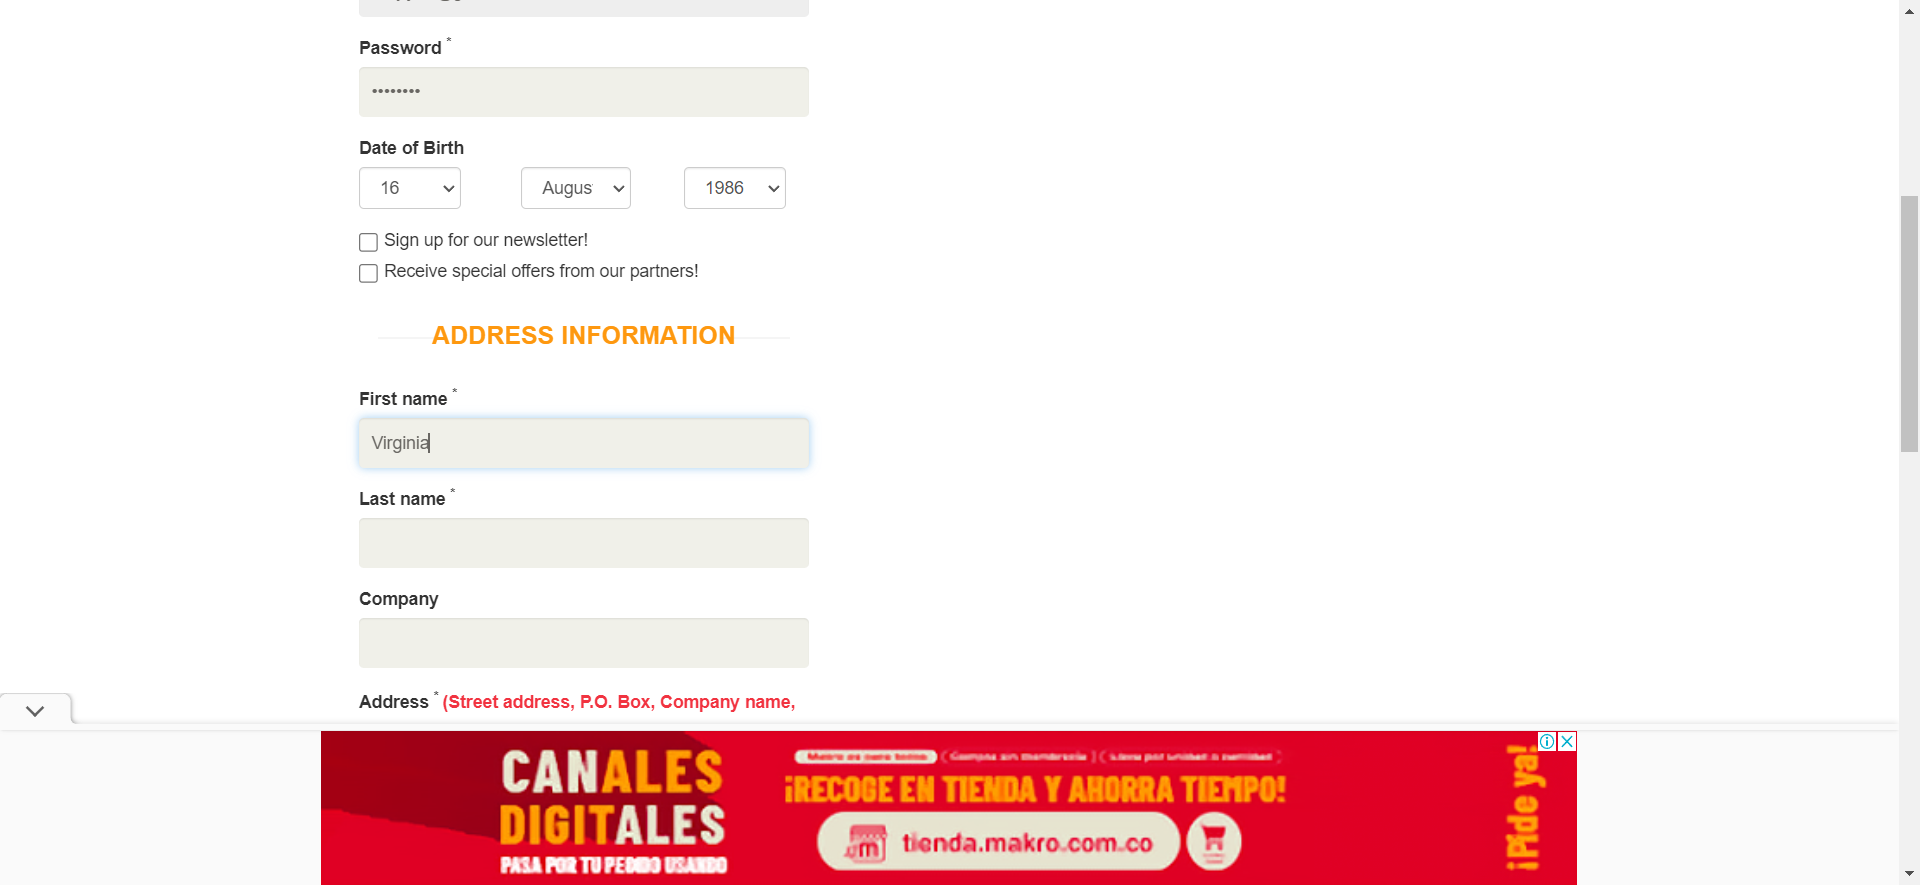 Password *
••••••••
Date of Birth
16 Augus 1986
Sign up for our newsletter!
Receive special offers from our partners!
ADDRESS INFORMATION
First name *
Virginia
Last name *
Company
Address * (Street address, P.O. Box, Company name,
CANALES
DIGITALES
PASA POR TU PEDIDO USANDO
¡RECOGE EN TIENDA Y AHORRA TIEMPO!
m tienda.makro.com.co
¡Pide ya!